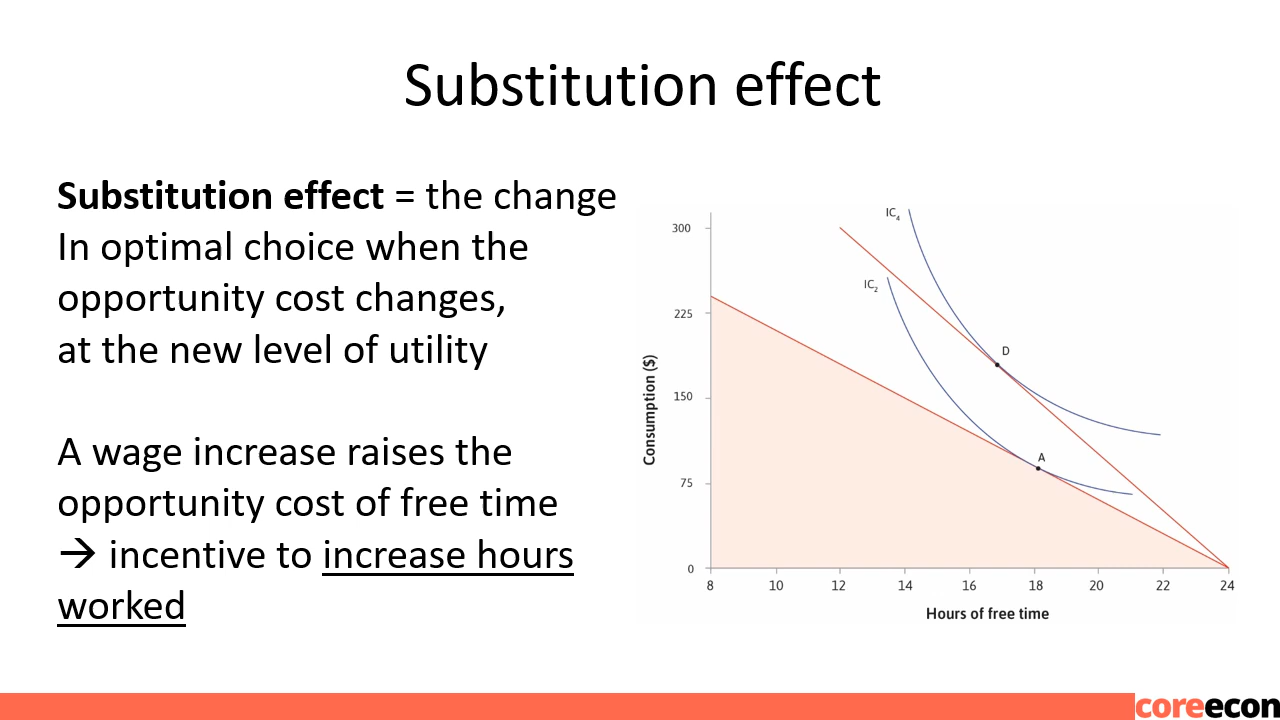 Substitution effect
Substitution effect = the change
In optimal choice when the
opportunity cost changes,
at the new level of utility
A wage increase raises the
opportunity cost of free time
→ incentive to increase hours
worked
IC₄
300
IC₂
225
D
Consumption ($)
150
A
75
0
8 10 12 14 16 18 20 22 24
Hours of free time
coreecon